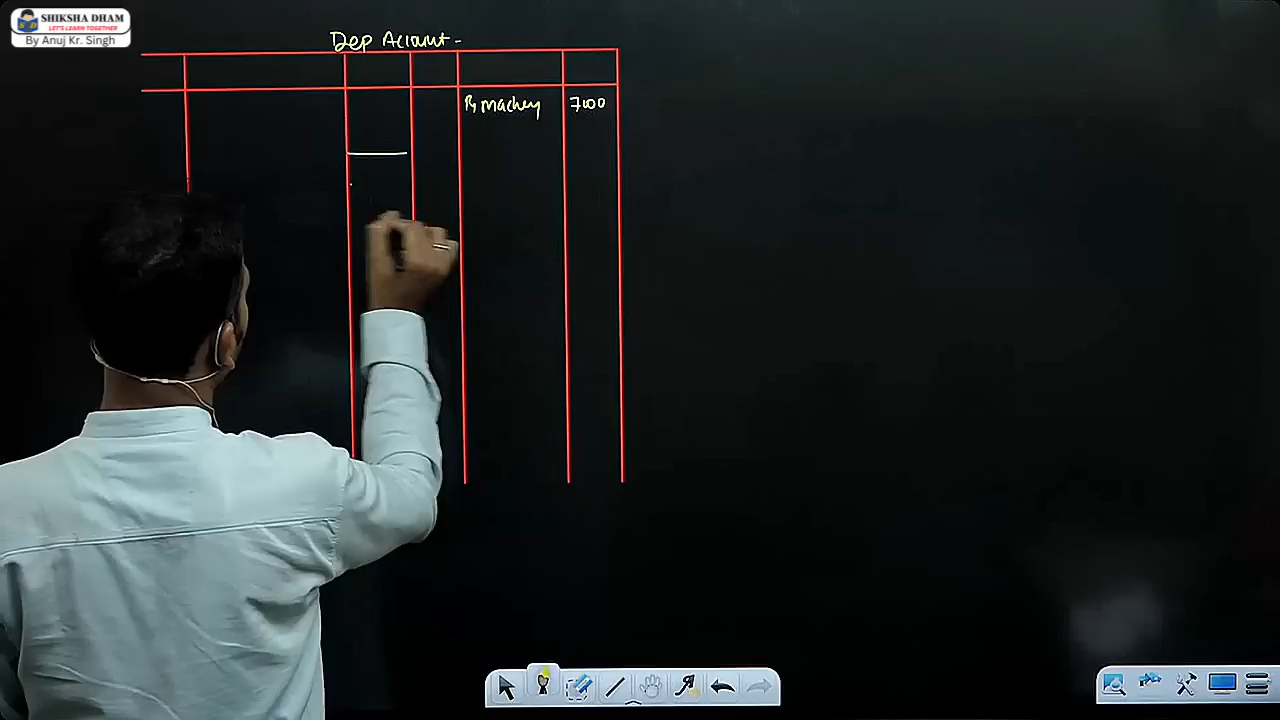 SHIKSHA DHAM
LET'S LEARN TOGETHER
By Anuj Kr. Singh
Dep Account -
By Machey 7100